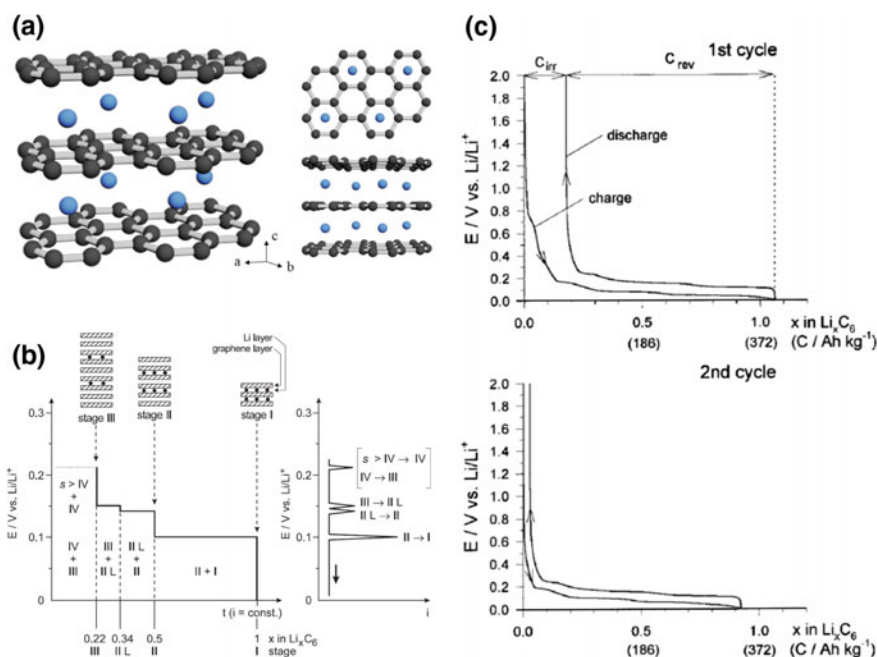 (a)
c
a
b
(b)
Li layer
graphene layer
stage III
stage II
stage I
E / V vs. Li/Li⁺
0,3
0,2
0,1
0
s > IV
+
IV
IV
+
III
III
+
II L
II L
+
II
II + I
t (i = const.)
0.22 0.34 0.5 1 x in LiₓC₆
III II L II I stage
E / V vs. Li/Li⁺
0,3
0,2
0.1
0
s > IV → IV
IV → III
III → II L
II L → II
II → I
i
(c)
1st cycle
Cirr
Crev
E / V vs. Li/Li⁺
2.0
1.8
1.6
1.4
1.2
1.0
0.8
0.6
0.4
0.2
0.0
discharge
charge
0.0 0.5 1.0 x in LiₓC₆
(186) (372) (C / Ah kg⁻¹)
2nd cycle
E / V vs. Li/Li⁺
2.0
1.8
1.6
1.4
1.2
1.0
0.8
0.6
0.4
0.2
0.0
0.0 0.5 1.0 x in LiₓC₆
(186) (372) (C / Ah kg⁻¹)